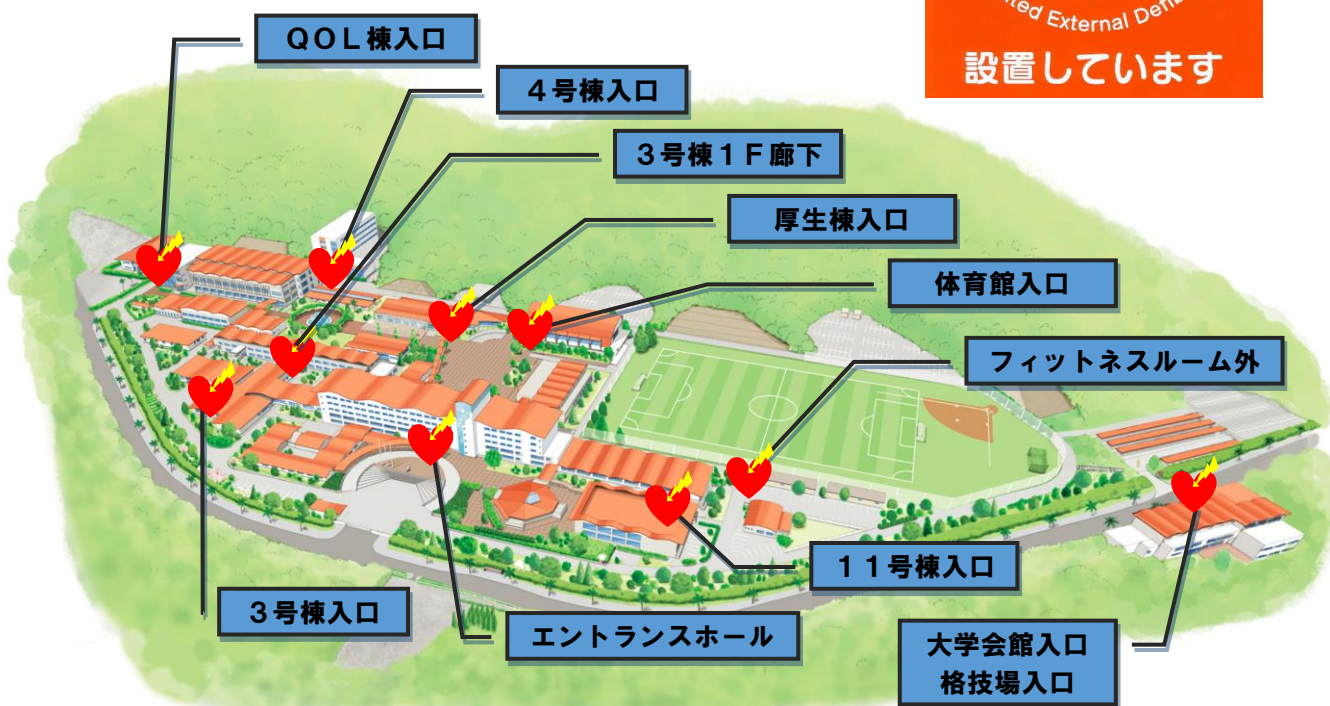 External Defib
設置しています
QOL棟入口
4号棟入口
3号棟1F廊下
厚生棟入口
体育館入口
フィットネスルーム外
11号棟入口
3号棟入口
エントランスホール
大学会館入口
格技場入口